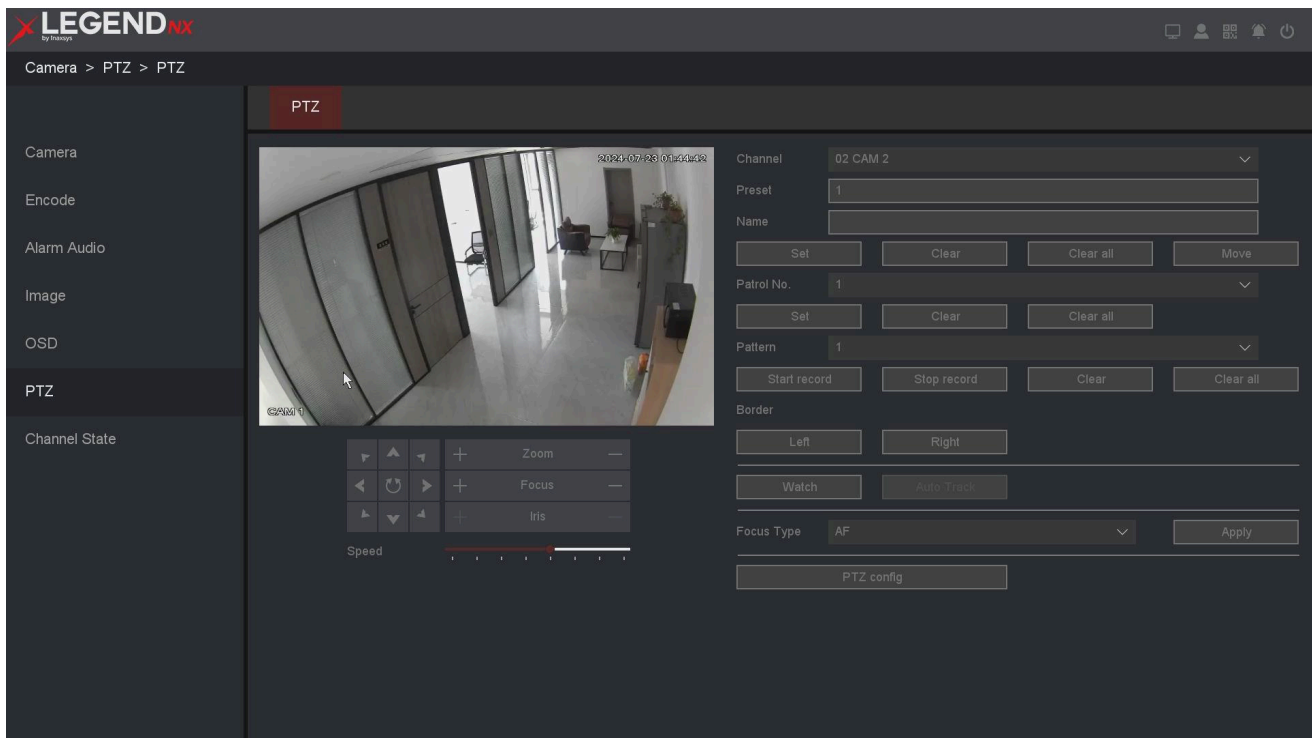 LEGEND NX
by Inaxsys
Camera > PTZ > PTZ
PTZ
Camera
Encode
Alarm Audio
Image
OSD
PTZ
Channel State
2024-07-23 01:44:42
CAM 1
Zoom
Focus
Iris
Speed
Channel 02 CAM 2
Preset 1
Name
Set Clear Clear all Move
Patrol No. 1
Set Clear Clear all
Pattern 1
Start record Stop record Clear Clear all
Border
Left Right
Watch Auto Track
Focus Type AF Apply
PTZ config